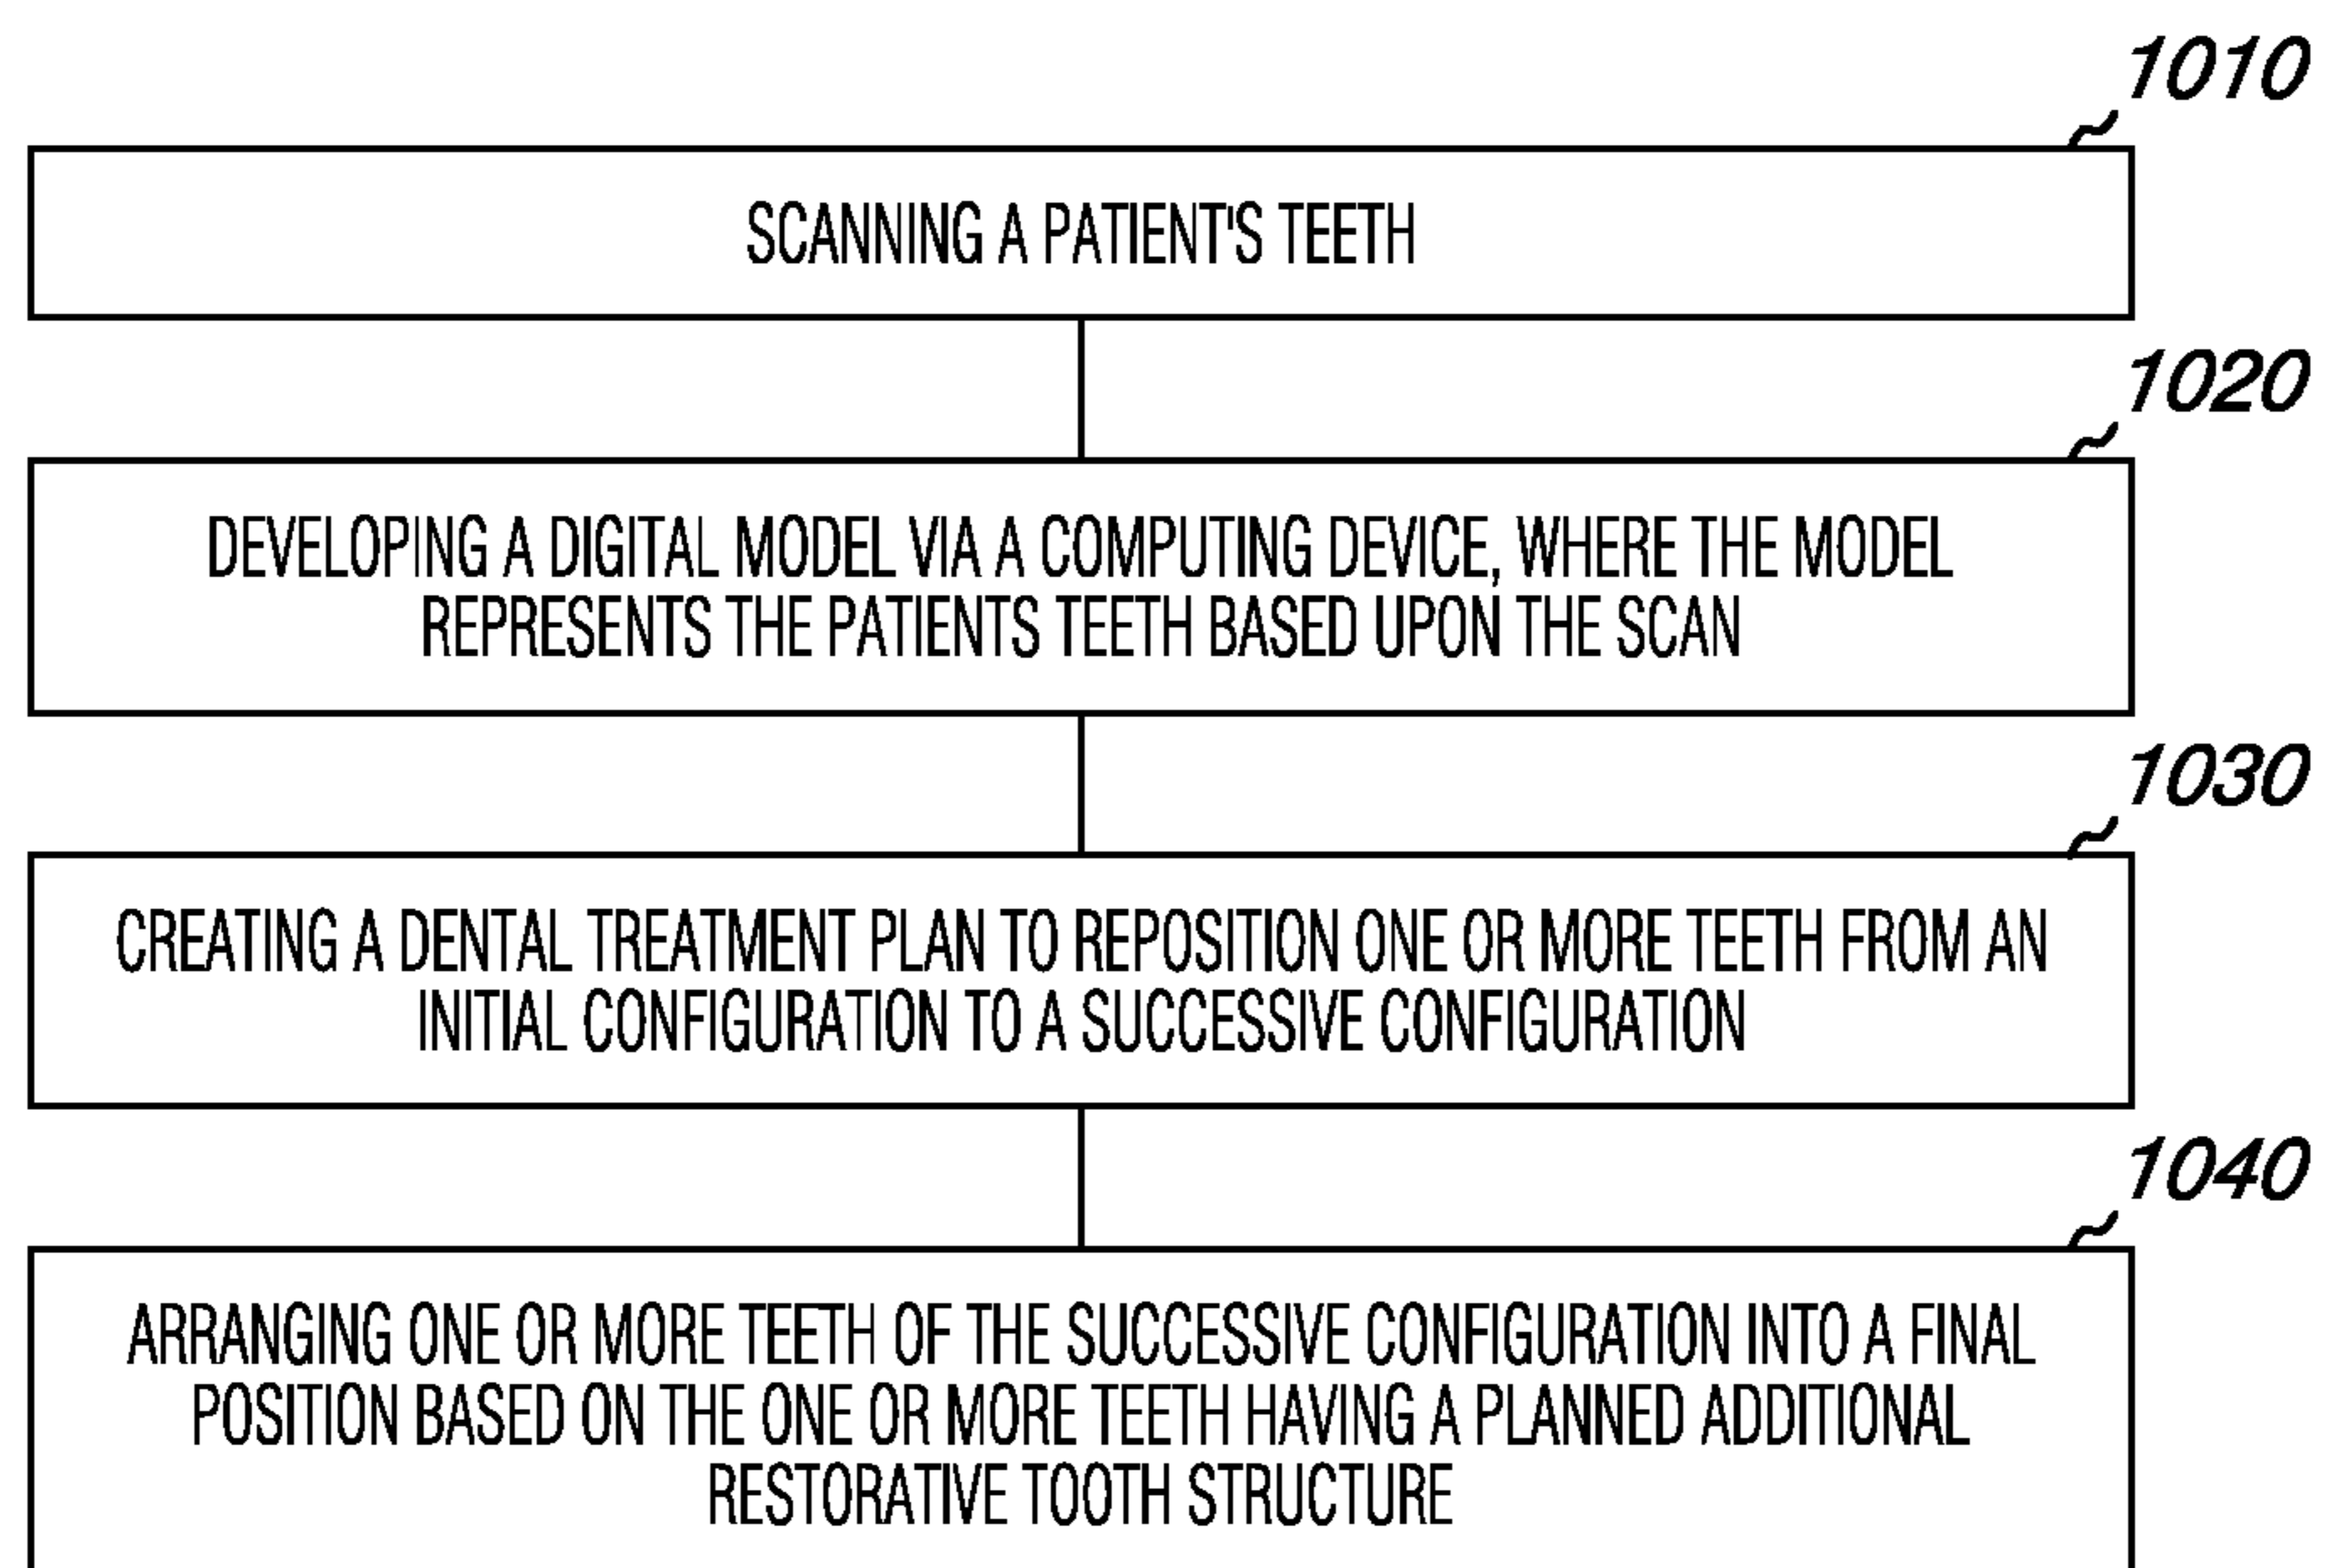 1010
SCANNING A PATIENT'S TEETH
1020
DEVELOPING A DIGITAL MODEL VIA A COMPUTING DEVICE, WHERE THE MODEL
REPRESENTS THE PATIENTS TEETH BASED UPON THE SCAN
1030
CREATING A DENTAL TREATMENT PLAN TO REPOSITION ONE OR MORE TEETH FROM AN
INITIAL CONFIGURATION TO A SUCCESSIVE CONFIGURATION
1040
ARRANGING ONE OR MORE TEETH OF THE SUCCESSIVE CONFIGURATION INTO A FINAL
POSITION BASED ON THE ONE OR MORE TEETH HAVING A PLANNED ADDITIONAL
RESTORATIVE TOOTH STRUCTURE